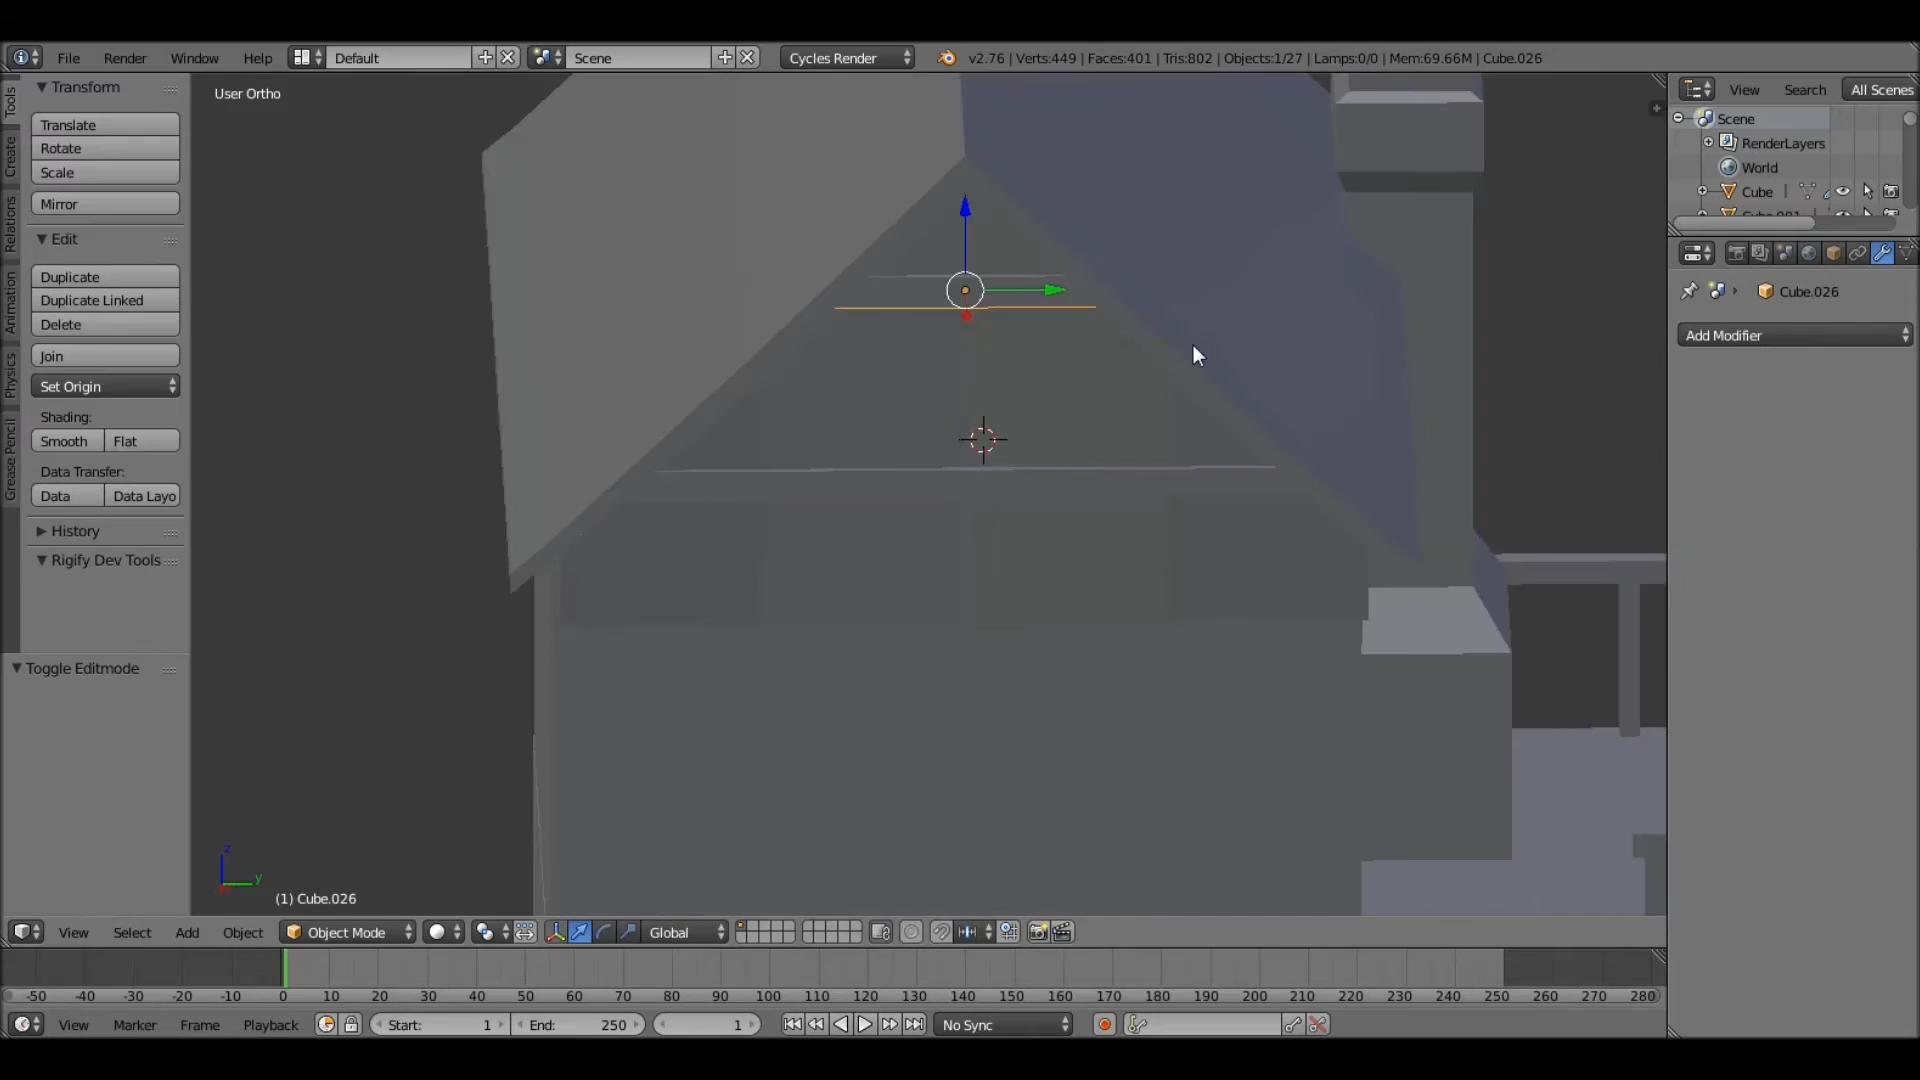 File Render Window Help Default Scene Cycles Render v2.76 | Verts:449 | Faces:401 | Tris:802 | Objects:1/27 | Lamps:0/0 | Mem:69.66M | Cube.026
Tools
Create
Relations
Animation
Physics
Grease Pencil
Transform
Translate
Rotate
Scale
Mirror
Edit
Duplicate
Duplicate Linked
Delete
Join
Set Origin
Shading:
Smooth Flat
Data Transfer:
Data Data Layo
History
Rigify Dev Tools
Toggle Editmode
User Ortho
z
y
(1) Cube.026
View Search All Scenes
Scene
RenderLayers
World
Cube
Cube.001
Cube.026
Add Modifier
View Select Add Object Object Mode Global
-50 -40 -30 -20 -10 0 10 20 30 40 50 60 70 80 90 100 110 120 130 140 150 160 170 180 190 200 210 220 230 240 250 260 270 280
View Marker Frame Playback Start: 1 End: 250 1 No Sync